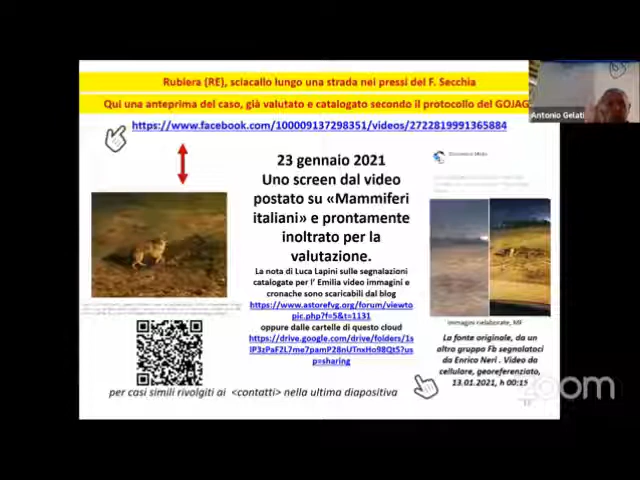 Rubiera (RE), sciacallo lungo una strada nei pressi del F. Secchia
Qui una anteprima del caso, già valutato e catalogato secondo il protocollo del GOJAG
https://www.facebook.com/100009137298351/videos/2722819991365884
Antonio Gelati
23 gennaio 2021
Uno screen dal video
postato su «Mammiferi
italiani» e prontamente
inoltrato per la
valutazione.
La nota di Luca Lapini sulle segnalazioni
catalogate per l' Emilia video immagini e
cronache sono scaricabili dal blog
https://www.astorefvg.org/forum/viewto
pic.php?f=5&t=1131
oppure dalle cartelle di questo cloud
https://drive.google.com/drive/folders/1s
IP3zPaF2L7me7pamP28nUTnxHo98Qt5?us
p=sharing
Immagini rielaborate, MF
La fonte originale, da un
altro gruppo Fb segnalatoci
da Enrico Neri . Video da
cellulare, georeferenziato,
13.01.2021, h 00:15
per casi simili rivolgiti ai <contatti> nella ultima diapositiva
zoom